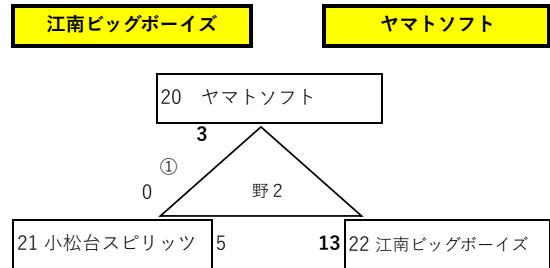 江南ビッグボーイズ
ヤマトソフト
20 ヤマトソフト
3
①
0
野2
21 小松台スピリッツ
5
13
22 江南ビッグボーイズ